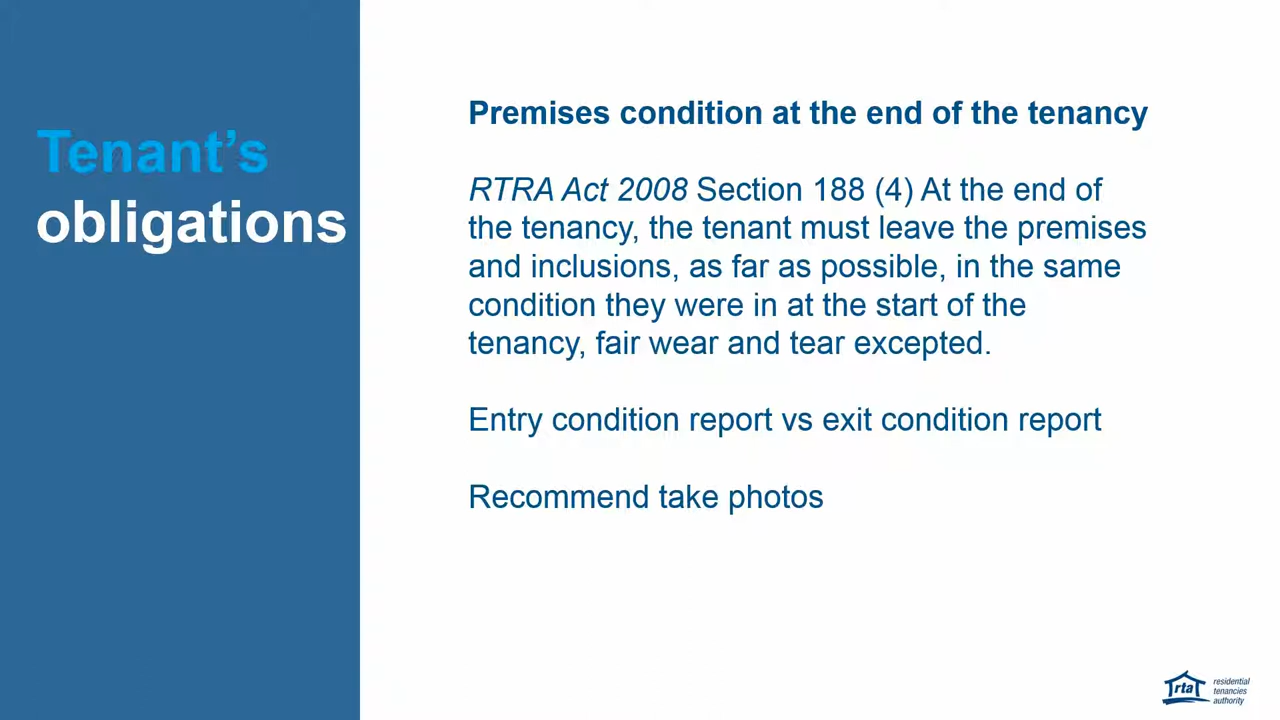 Tenant's
obligations
Premises condition at the end of the tenancy
RTRA Act 2008 Section 188 (4) At the end of
the tenancy, the tenant must leave the premises
and inclusions, as far as possible, in the same
condition they were in at the start of the
tenancy, fair wear and tear excepted.
Entry condition report vs exit condition report
Recommend take photos
rta
residential
tenancies
authority